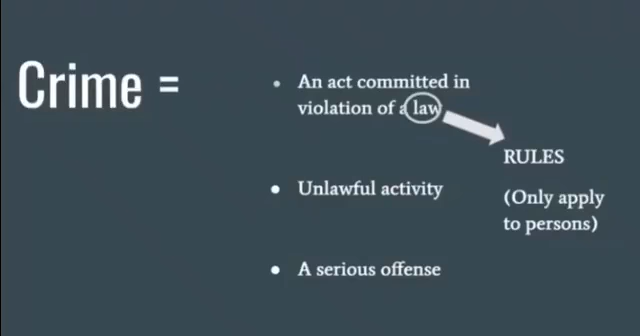 Crime =
• An act committed in
violation of a law
RULES
(Only apply
to persons)
• Unlawful activity
• A serious offense